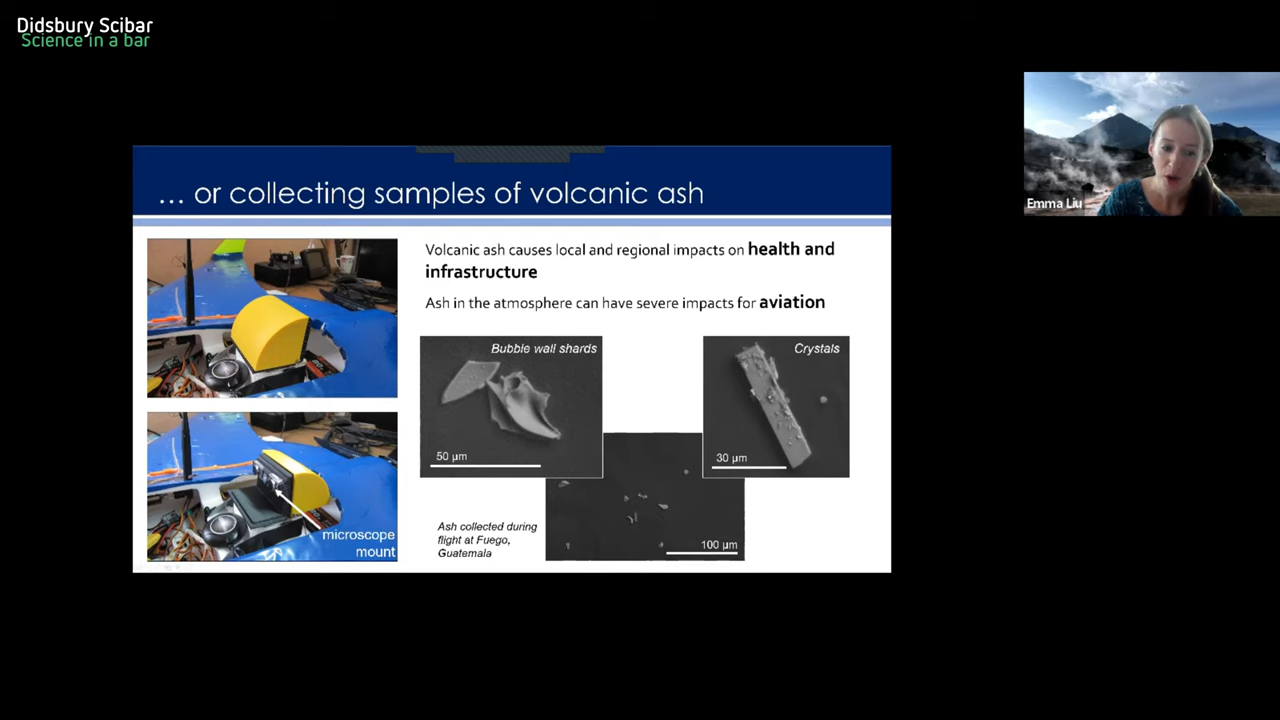 Didsbury Scibar
Science in a bar
Emma Liu
... or collecting samples of volcanic ash
Volcanic ash causes local and regional impacts on health and
infrastructure
Ash in the atmosphere can have severe impacts for aviation
Bubble wall shards
50 µm
Crystals
30 µm
microscope
mount
Ash collected during
flight at Fuego,
Guatemala
100 µm